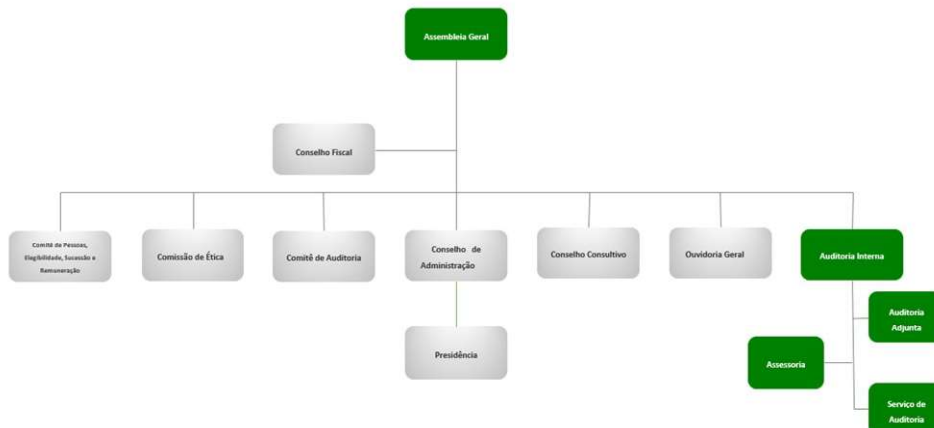 Assembleia Geral
Conselho Fiscal
Comitê de Pessoas,
Elegibilidade, Sucessão e
Remuneração
Comissão de Ética
Comitê de Auditoria
Conselho de
Administração
Conselho Consultivo
Ouvidoria Geral
Auditoria Interna
Auditoria
Adjunta
Presidência
Assessoria
Serviço de
Auditoria